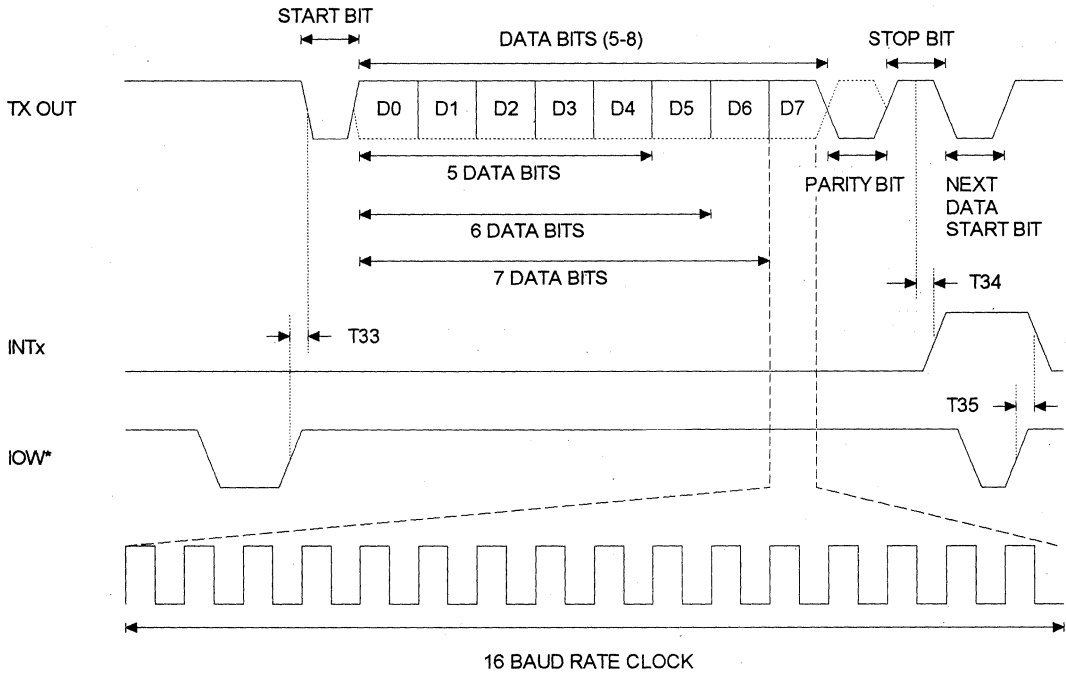 START BIT
DATA BITS (5-8)
STOP BIT
TX OUT
D0 D1 D2 D3 D4 D5 D6 D7
5 DATA BITS
PARITY BIT
NEXT
DATA
START BIT
6 DATA BITS
7 DATA BITS
T34
T33
INTx
T35
IOW*
16 BAUD RATE CLOCK